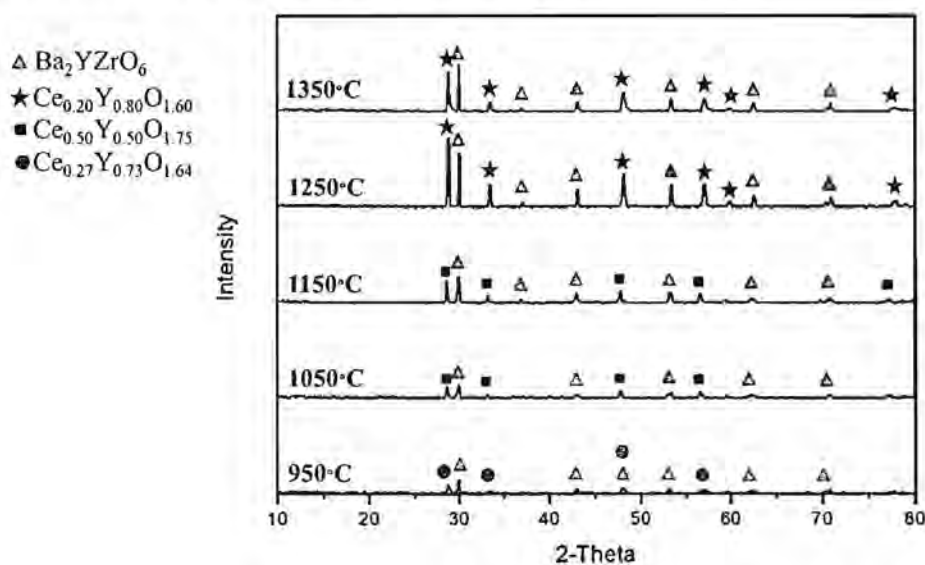 △ Ba₂YZrO₆
★ Ce₀.₂₀Y₀.₈₀O₁.₆₀
■ Ce₀.₅₀Y₀.₅₀O₁.₇₅
● Ce₀.₂₇Y₀.₇₃O₁.₆₄
1350°C
1250°C
1150°C
1050°C
950°C
Intensity
10 20 30 40 50 60 70 80
2-Theta